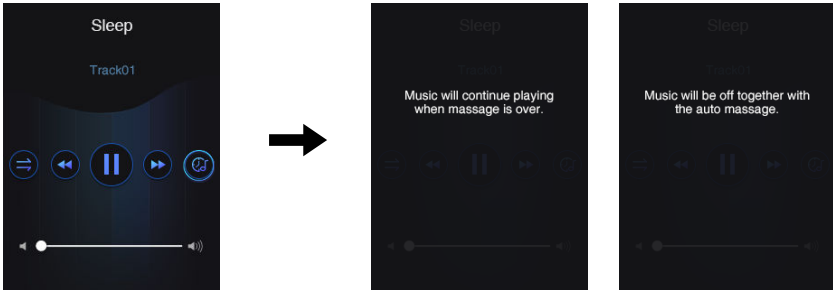 Sleep
Track01
Sleep
Track01
Music will continue playing
when massage is over.
Sleep
Track01
Music will be off together with
the auto massage.